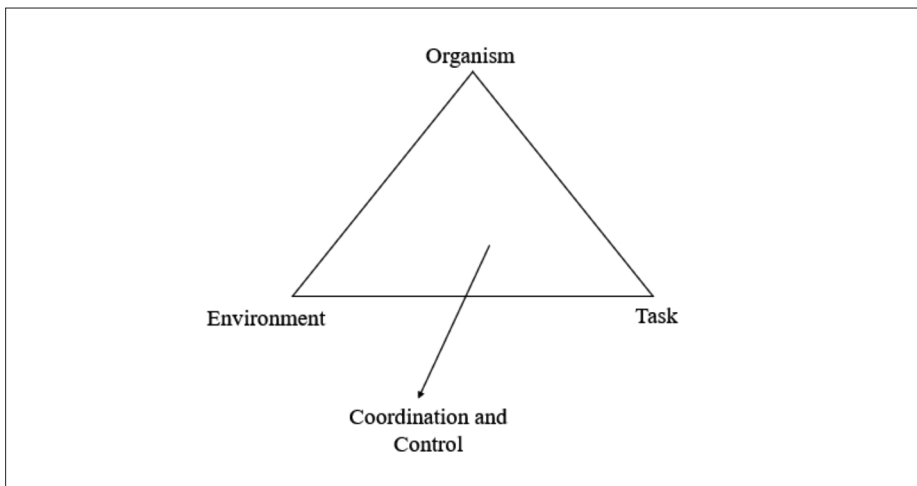 Organism
Environment
Task
Coordination and
Control